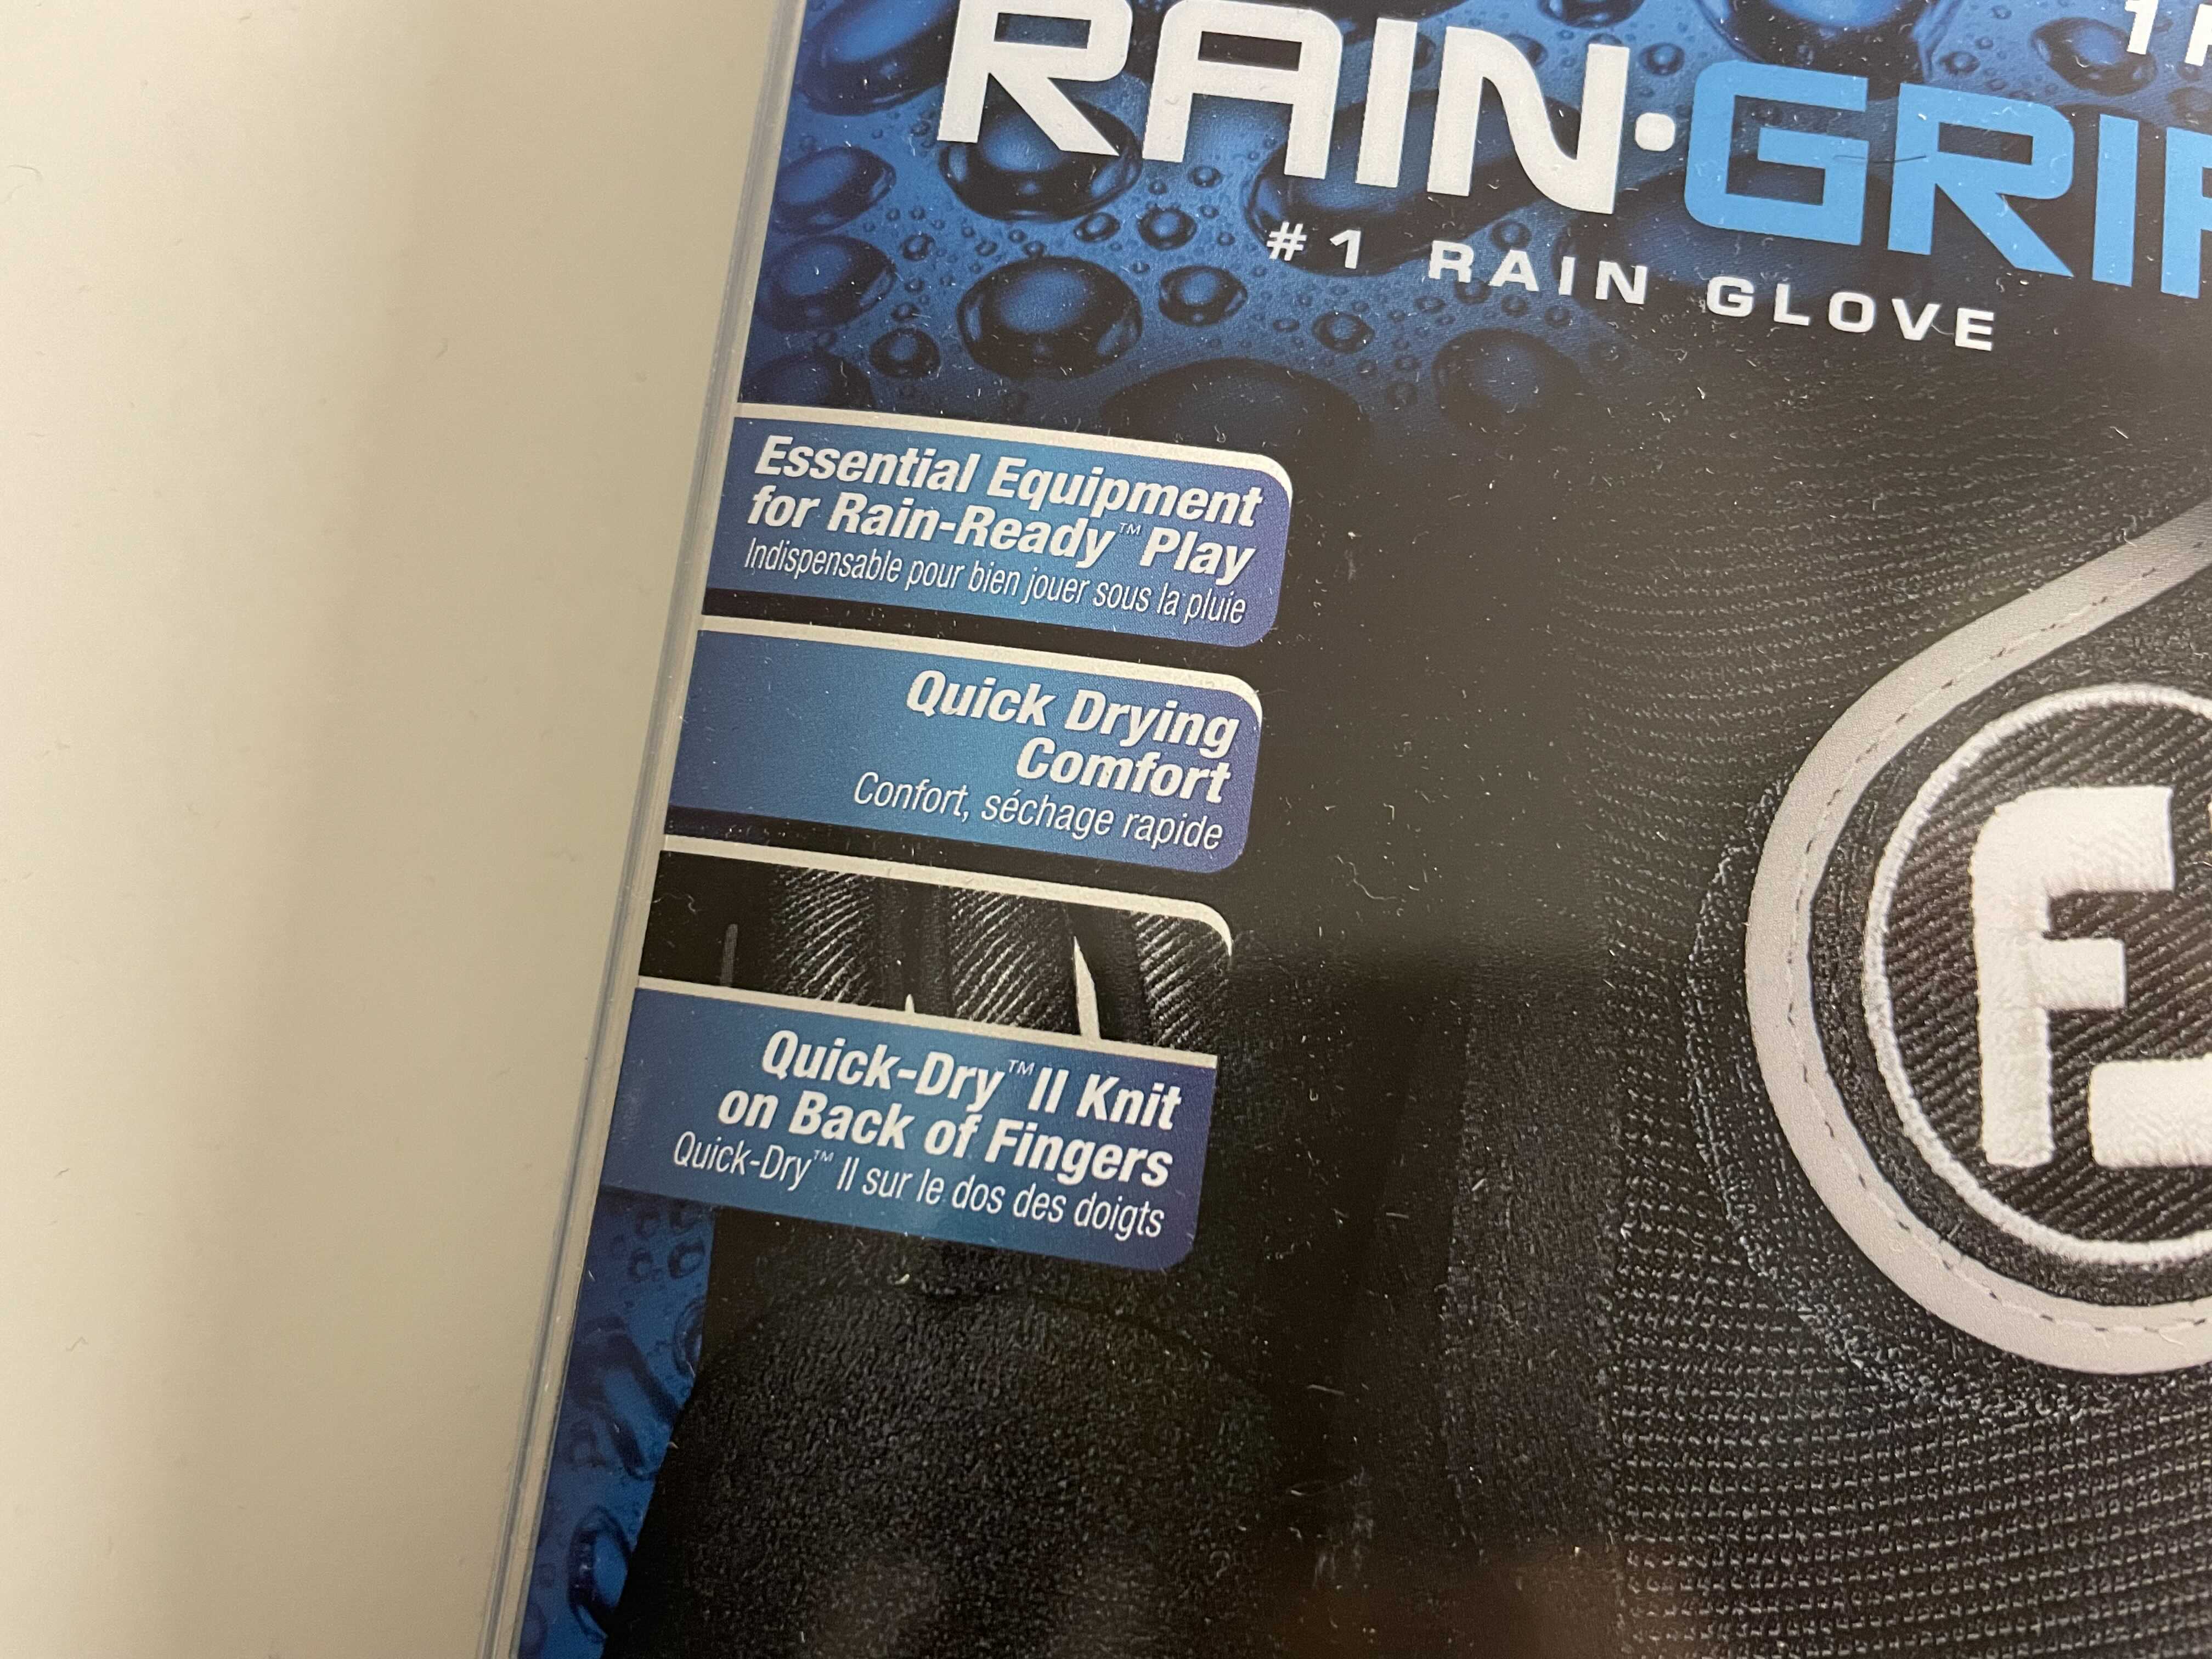 RAIN•GRIP
#1 RAIN GLOVE
Essential Equipment
for Rain-Ready™ Play
Indispensable pour bien jouer sous la pluie
Quick Drying
Comfort
Confort, séchage rapide
Quick-Dry™ II Knit
on Back of Fingers
Quick-Dry™ II sur le dos des doigts
FJ